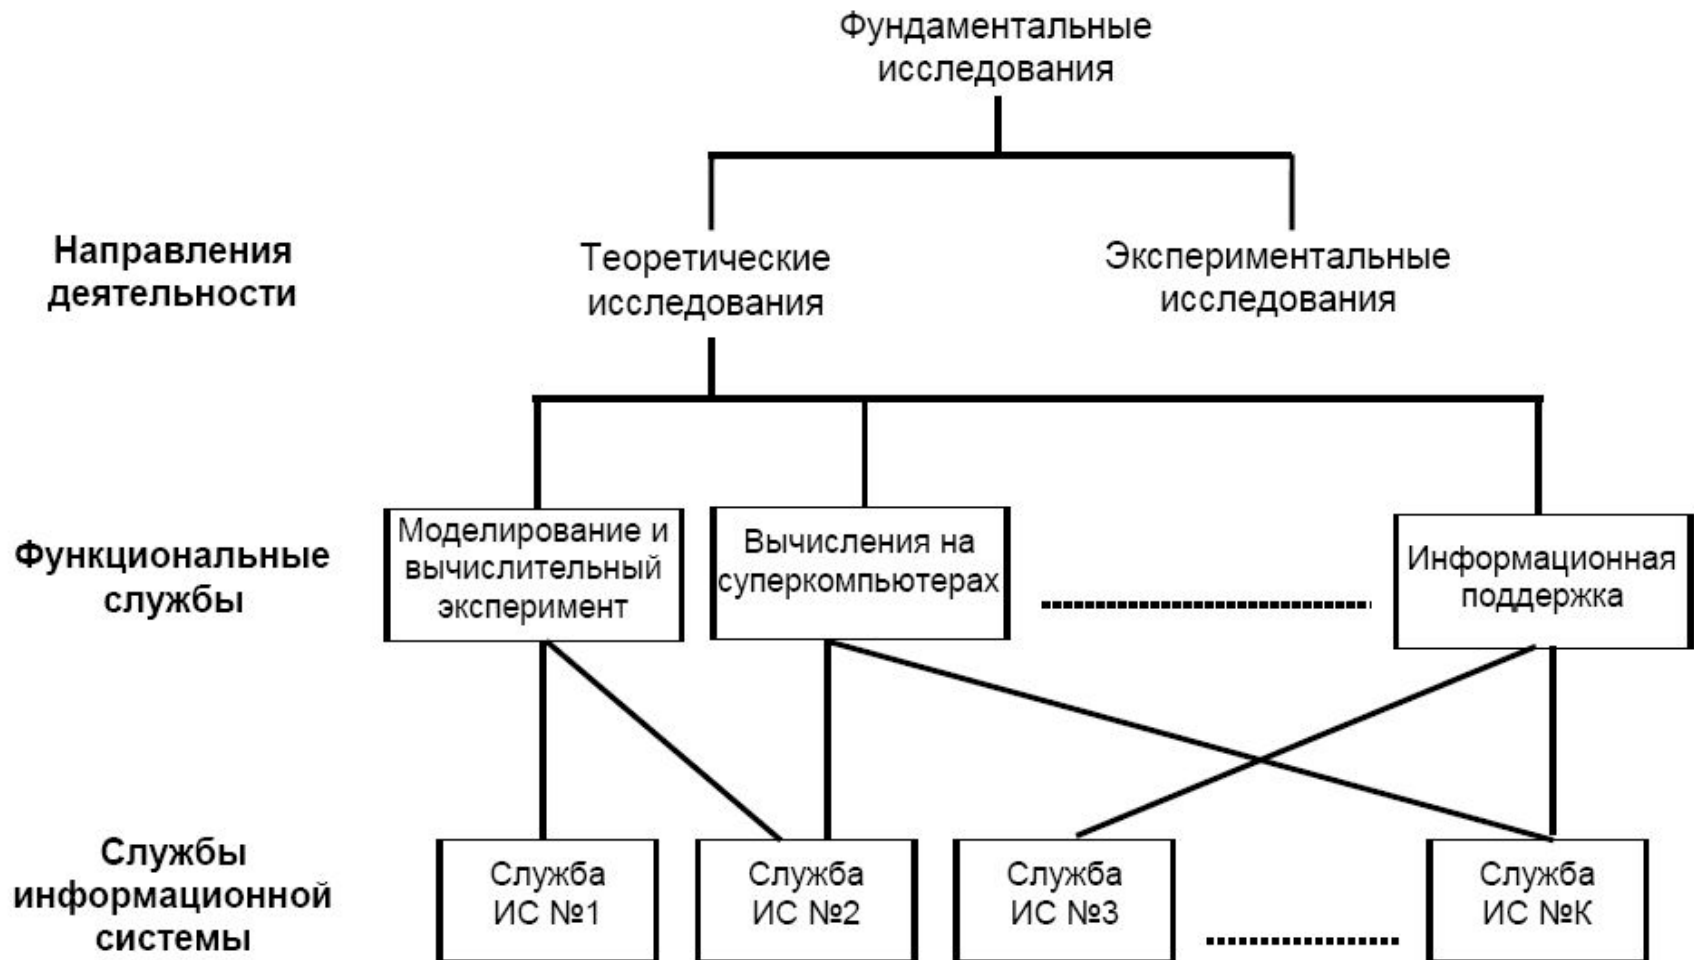 Фундаментальные
исследования
Направления
деятельности
Теоретические
исследования
Экспериментальные
исследования
Функциональные
службы
Моделирование и
вычислительный
эксперимент
Вычисления на
суперкомпьютерах
Информационная
поддержка
Службы
информационной
системы
Служба
ИС №1
Служба
ИС №2
Служба
ИС №3
Служба
ИС №К